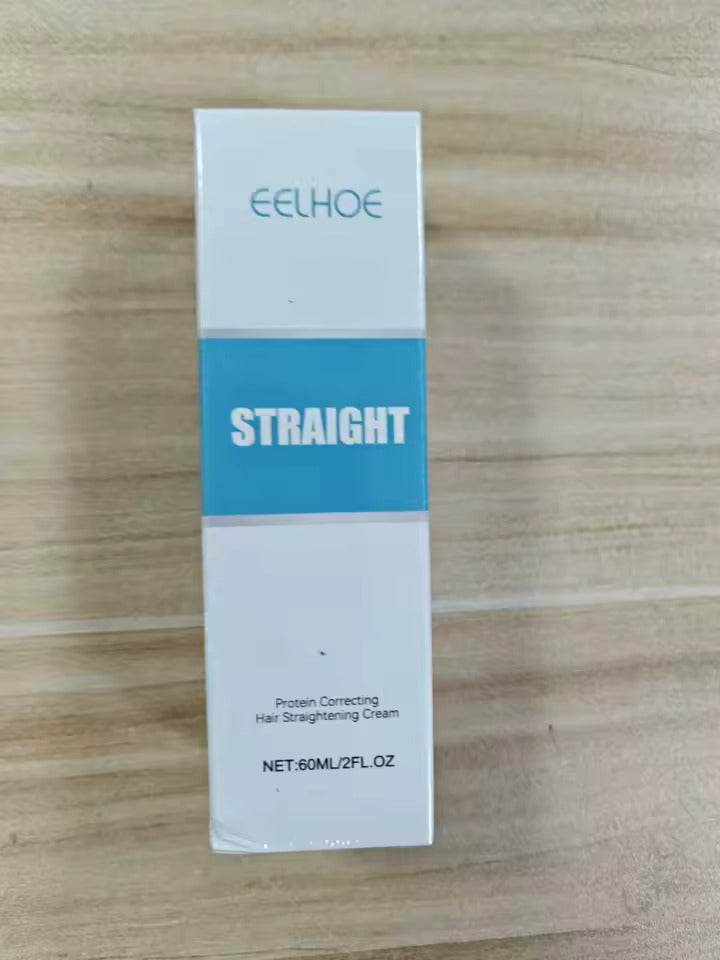 EELHOE
STRAIGHT
Protein Correcting
Hair Straightening Cream
NET:60ML/2FL.OZ